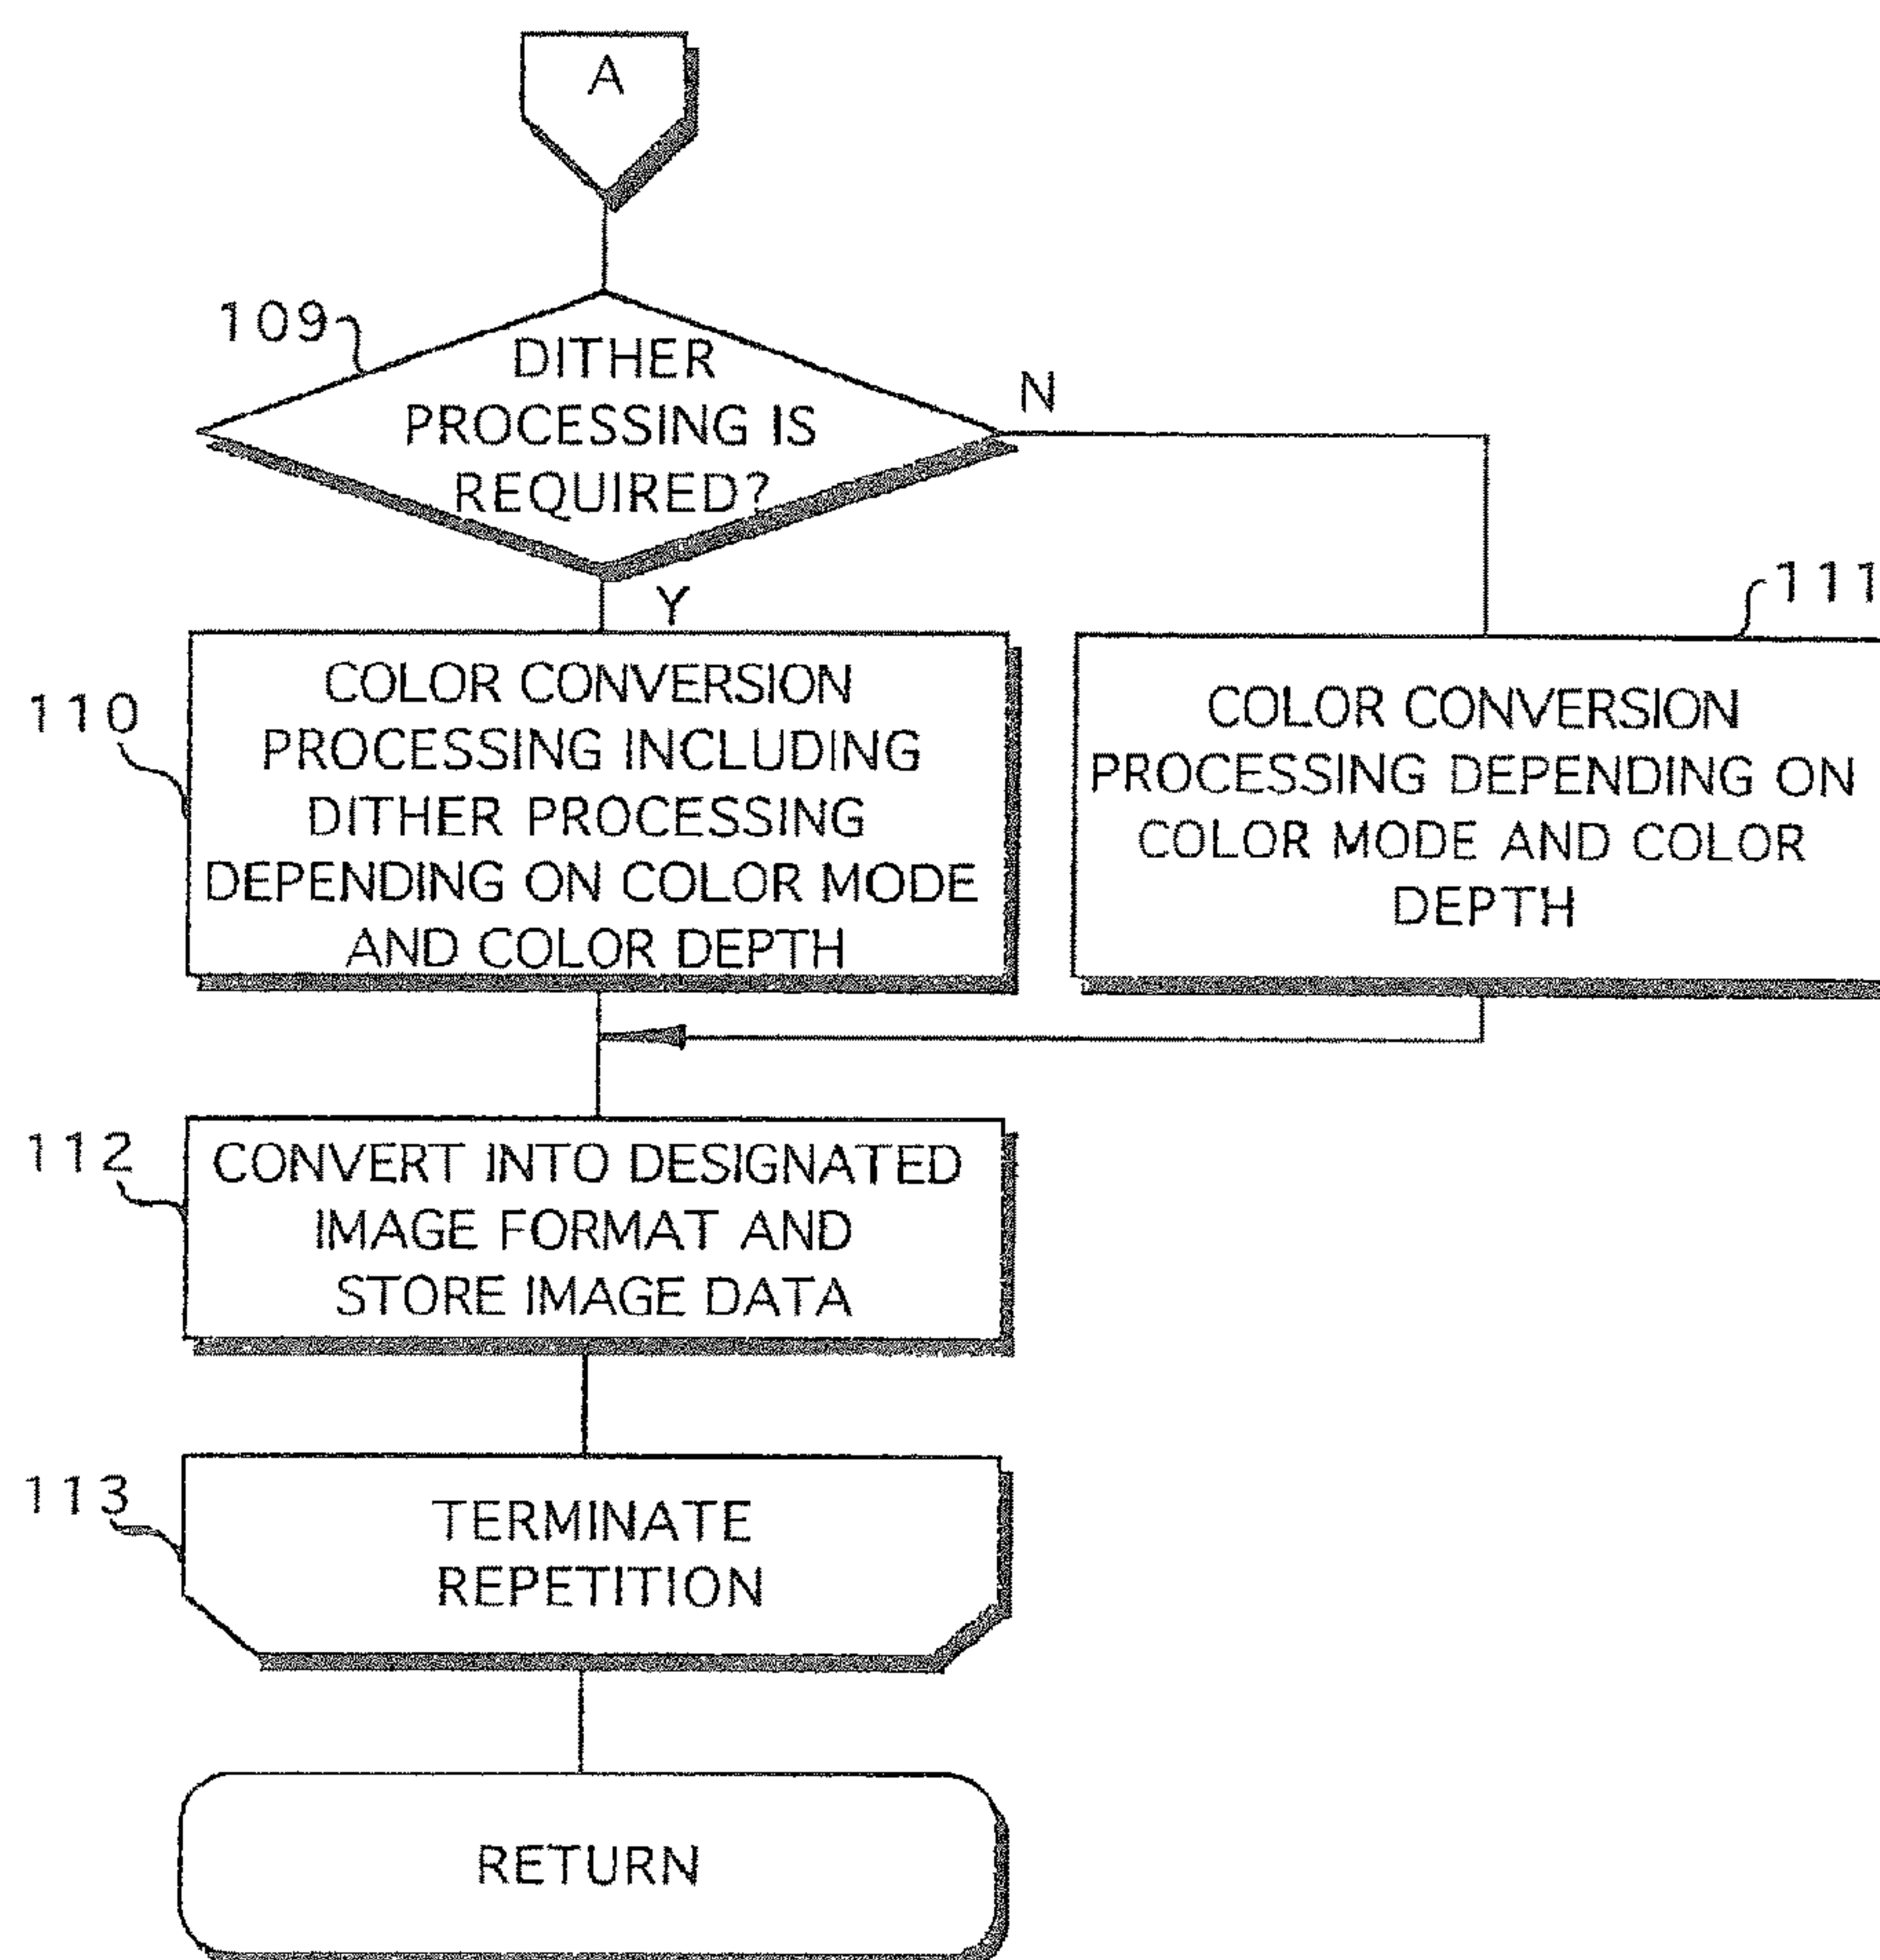 A
109
DITHER
PROCESSING IS
REQUIRED?
N
Y
111
110
COLOR CONVERSION
PROCESSING INCLUDING
DITHER PROCESSING
DEPENDING ON COLOR MODE
AND COLOR DEPTH
COLOR CONVERSION
PROCESSING DEPENDING ON
COLOR MODE AND COLOR
DEPTH
112
CONVERT INTO DESIGNATED
IMAGE FORMAT AND
STORE IMAGE DATA
113
TERMINATE
REPETITION
RETURN